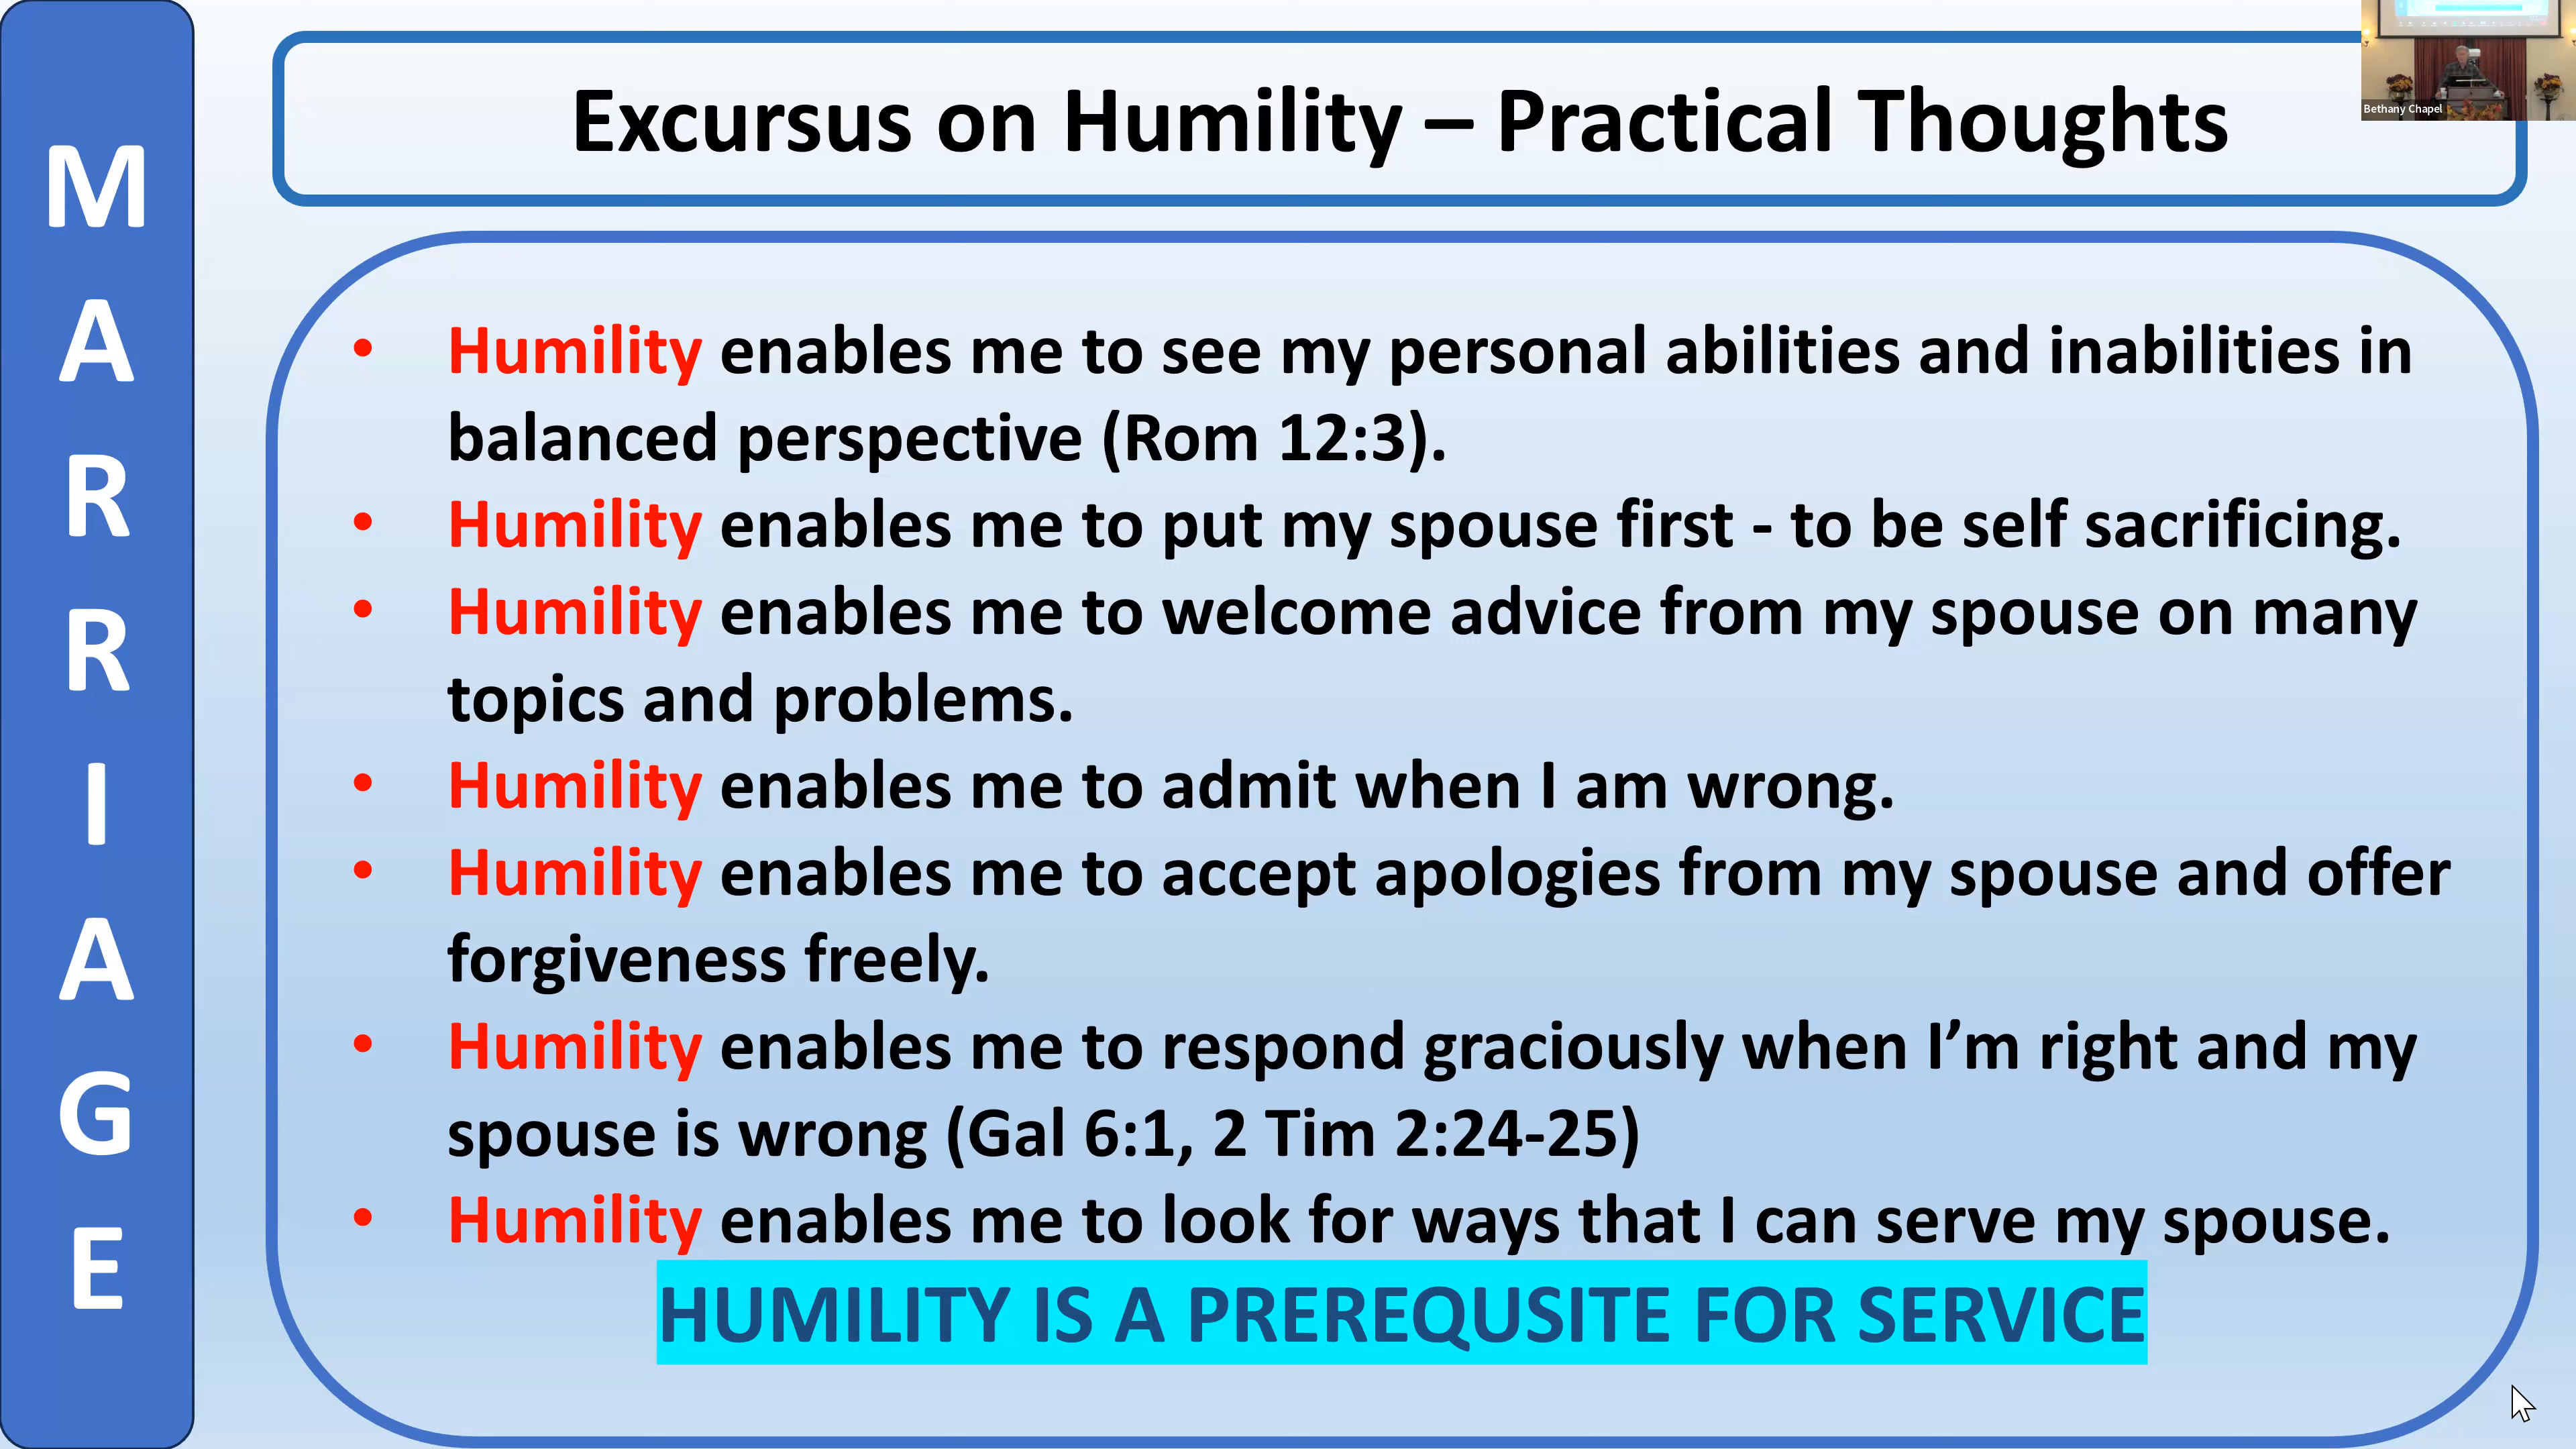 MARRIAGE
Excursus on Humility – Practical Thoughts
Bethany Chapel
• Humility enables me to see my personal abilities and inabilities in
balanced perspective (Rom 12:3).
• Humility enables me to put my spouse first - to be self sacrificing.
• Humility enables me to welcome advice from my spouse on many
topics and problems.
• Humility enables me to admit when I am wrong.
• Humility enables me to accept apologies from my spouse and offer
forgiveness freely.
• Humility enables me to respond graciously when I’m right and my
spouse is wrong (Gal 6:1, 2 Tim 2:24-25)
• Humility enables me to look for ways that I can serve my spouse.
HUMILITY IS A PREREQUSITE FOR SERVICE